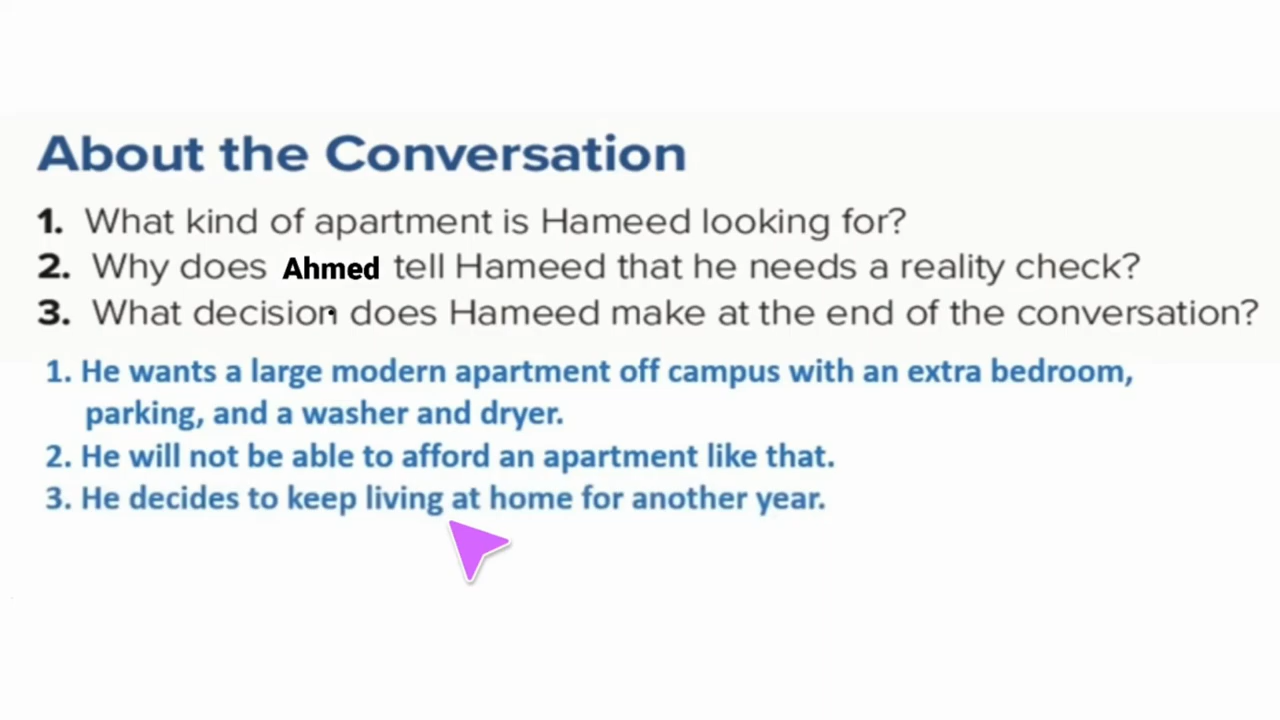 About the Conversation
1. What kind of apartment is Hameed looking for?
2. Why does Ahmed tell Hameed that he needs a reality check?
3. What decision does Hameed make at the end of the conversation?
1. He wants a large modern apartment off campus with an extra bedroom,
parking, and a washer and dryer.
2. He will not be able to afford an apartment like that.
3. He decides to keep living at home for another year.